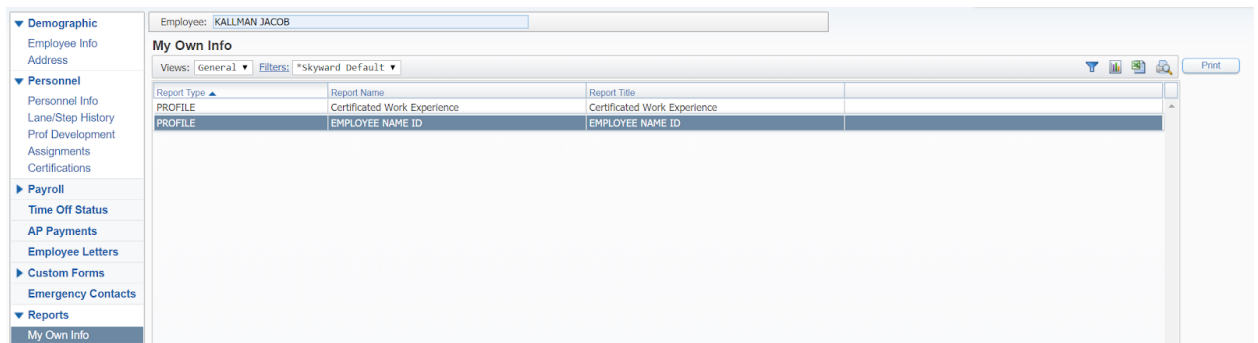 Demographic
Employee Info
Address
Personnel
Personnel Info
Lane/Step History
Prof Development
Assignments
Certifications
Payroll
Time Off Status
AP Payments
Employee Letters
Custom Forms
Emergency Contacts
Reports
My Own Info
Employee: KALLMAN JACOB
My Own Info
Views: General Filters: *Skyward Default
Print
Report Type Report Name Report Title
PROFILE Certificated Work Experience Certificated Work Experience
PROFILE EMPLOYEE NAME ID EMPLOYEE NAME ID